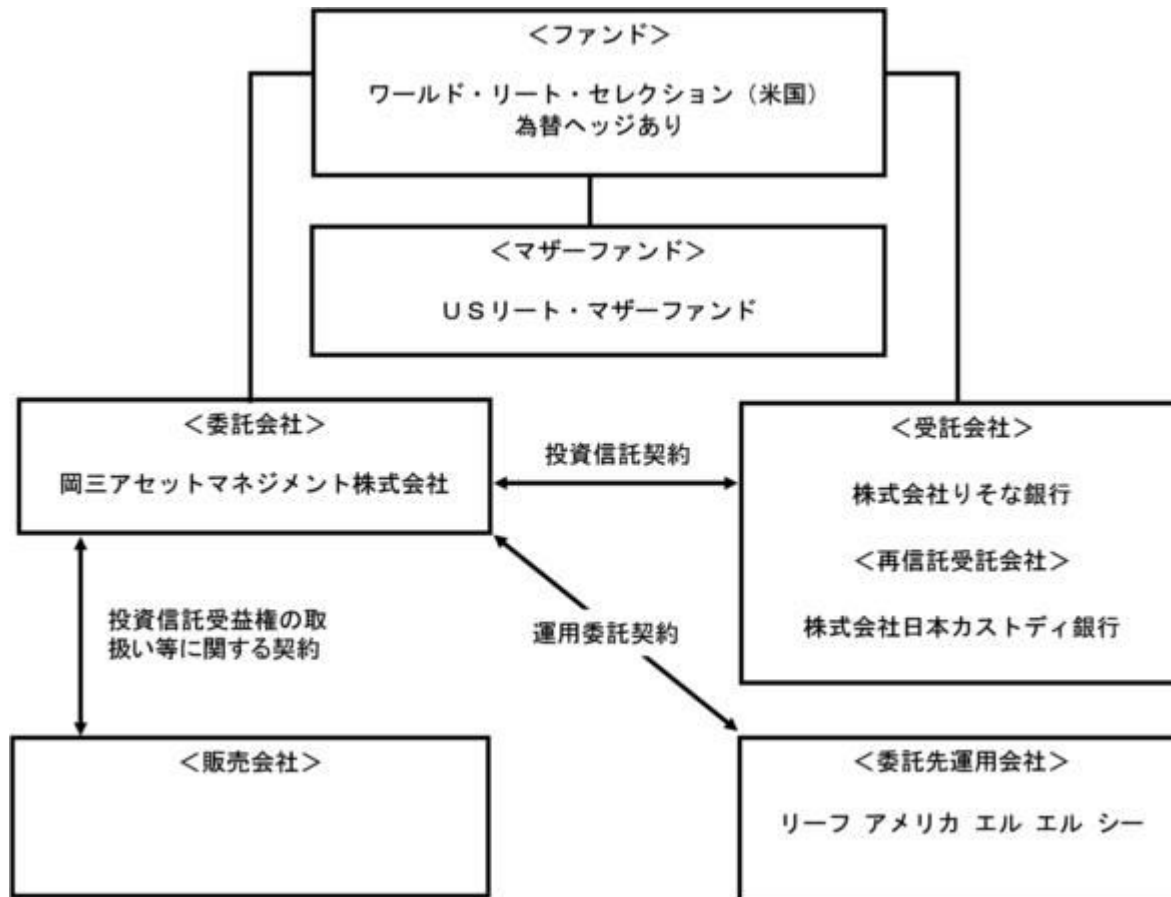 ＜ファンド＞
ワールド・リート・セレクション（米国）
為替ヘッジあり
＜マザーファンド＞
ＵＳリート・マザーファンド
＜委託会社＞
岡三アセットマネジメント株式会社
投資信託契約
＜受託会社＞
株式会社りそな銀行
＜再信託受託会社＞
株式会社日本カストディ銀行
投資信託受益権の取
扱い等に関する契約
運用委託契約
＜販売会社＞
＜委託先運用会社＞
リーフ アメリカ エル エル シー